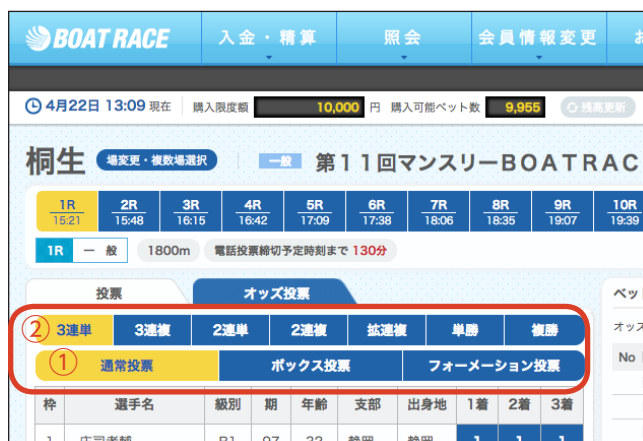 BOAT RACE 入金・精算 照会 会員情報変更
4月22日 13:09 現在 購入限度額 10,000 円 購入可能ベット数 9,955 残高更新
桐生 場変更・複数場選択 一般 第11回マンスリーBOATRAC
1R 2R 3R 4R 5R 6R 7R 8R 9R 10R
15:21 15:48 16:15 16:42 17:09 17:38 18:06 18:35 19:07 19:39
1R 一 般 1800m 電話投票締切予定時刻まで 130分
投票 オッズ投票 ベッ
② 3連単 3連複 2連単 2連複 拡連複 単勝 複勝 オッズ
① 通常投票 ボックス投票 フォーメーション投票 No
枠 選手名 級別 期 年齢 支部 出身地 1着 2着 3着